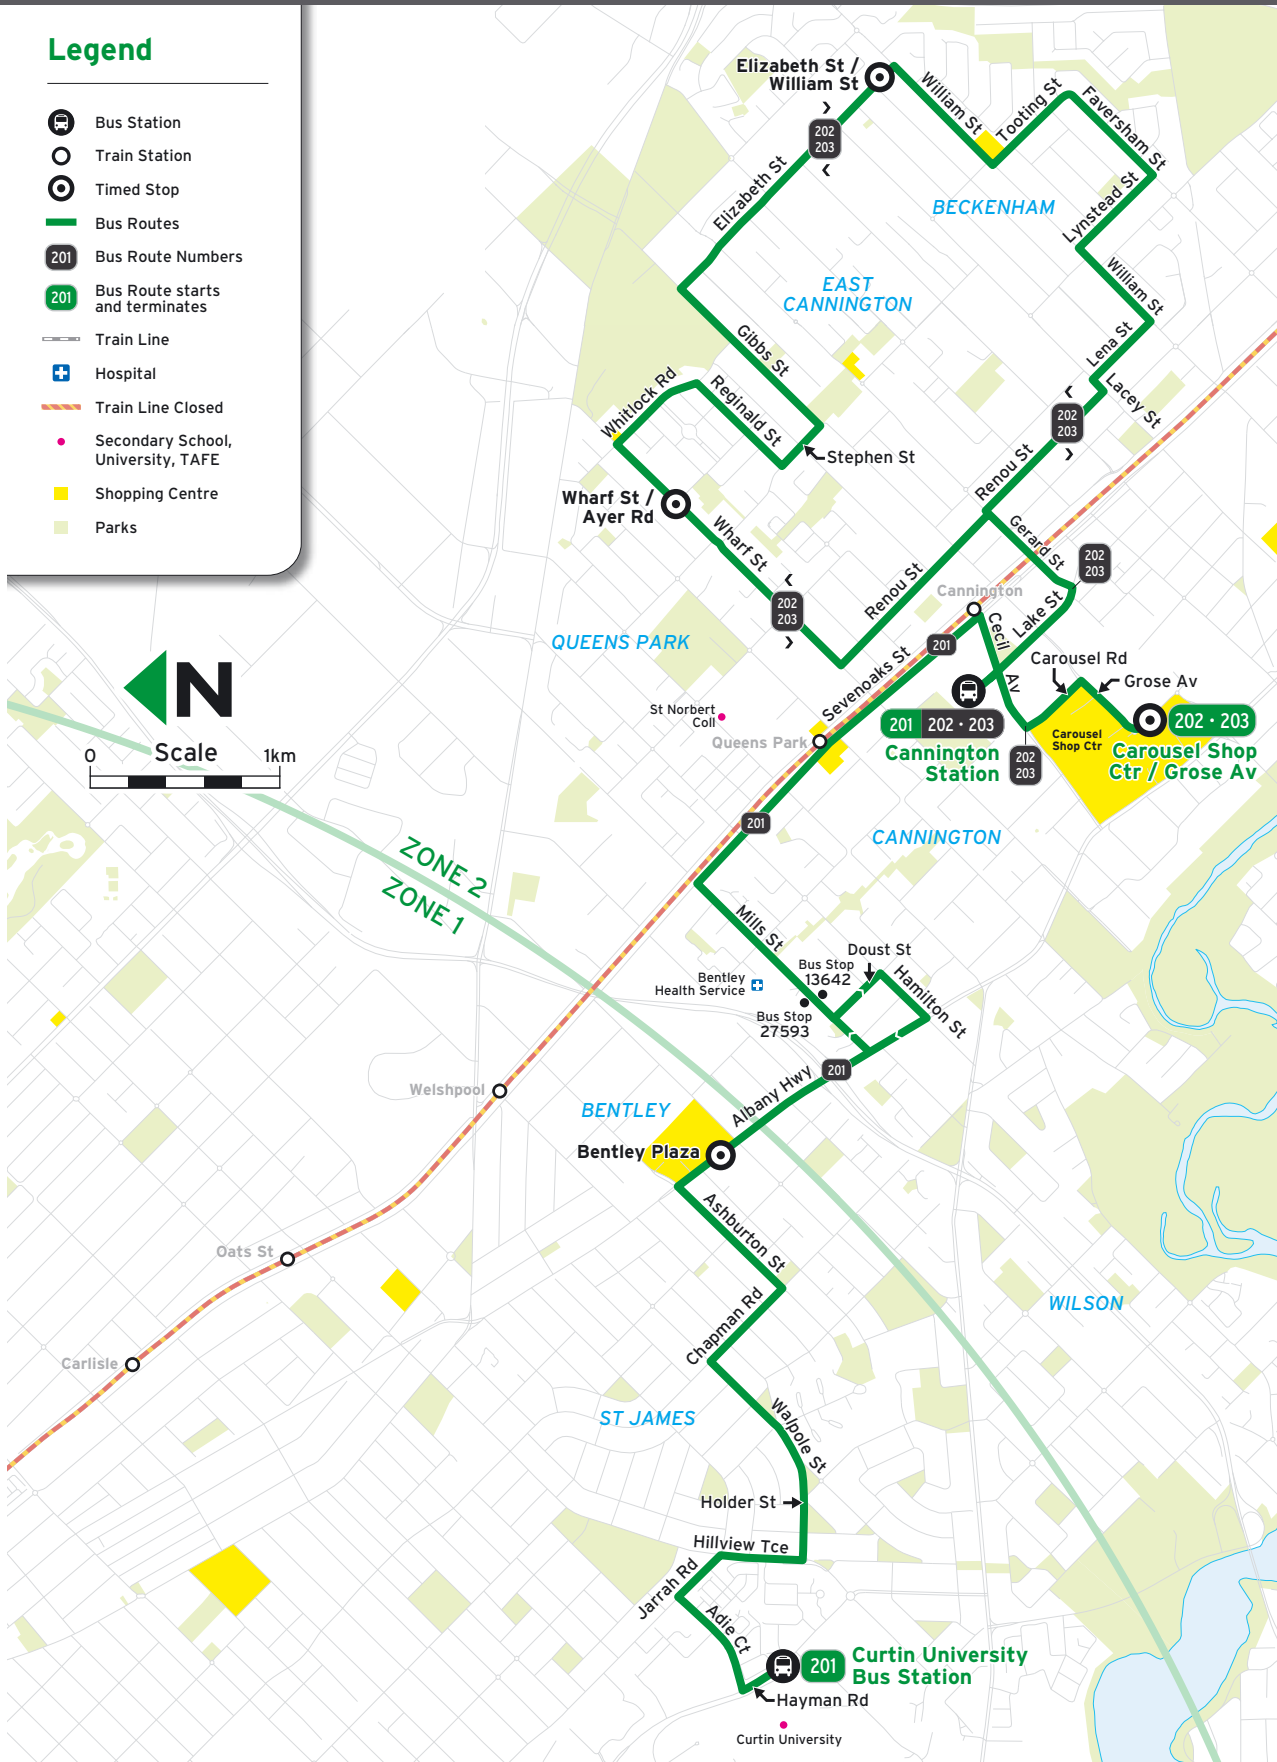 Legend
Bus Station
Train Station
Timed Stop
Bus Routes
201
Bus Route Numbers
201
Bus Route starts
and terminates
Train Line
Hospital
Train Line Closed
Secondary School,
University, TAFE
Shopping Centre
Parks
Elizabeth St /
William St
William St
Tooting St
Faversham St
202
203
Elizabeth St
BECKENHAM
Lynstead St
EAST
CANNINGTON
William St
Gibbs St
Lena St
Whitlock Rd
Reginald St
Lacey St
202
203
Stephen St
Renou St
Wharf St /
Ayer Rd
Wharf St
Gerard St
202
203
Renou St
Cannington
202
203
Lake St
Cecil Av
QUEENS PARK
201
Sevenoaks St
Carousel Rd
Grose Av
N
St Norbert
Coll
201 202 · 203
202 · 203
Queens Park
Carousel
Shop Ctr
Cannington
Station
Carousel Shop
Ctr / Grose Av
202
203
0 Scale 1km
201
CANNINGTON
ZONE 2
ZONE 1
Mills St
Doust St
Bus Stop
13642
Hamilton St
Bentley
Health Service
Bus Stop
27593
201
Albany Hwy
Welshpool
BENTLEY
Bentley Plaza
Ashburton St
Oats St
WILSON
Chapman Rd
Carlisle
ST JAMES
Walpole St
Holder St
Hillview Tce
Jarrah Rd
Adie Ct
201
Curtin University
Bus Station
Hayman Rd
Curtin University